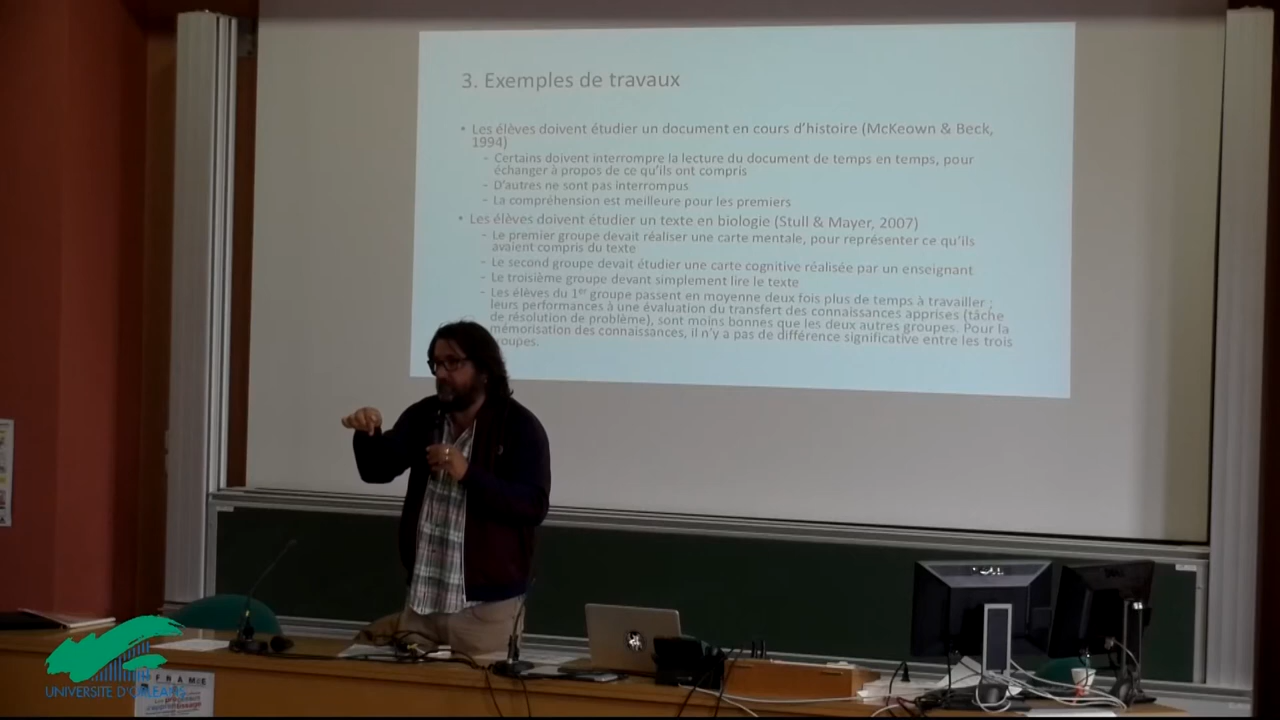 3. Exemples de travaux
• Les élèves doivent étudier un document en cours d'histoire (McKeown & Beck,
1994)
– Certains doivent interrompre la lecture du document de temps en temps, pour
échanger à propos de ce qu'ils ont compris
– D'autres ne sont pas interrompus
– La compréhension est meilleure pour les premiers
• Les élèves doivent étudier un texte en biologie (Stull & Mayer, 2007)
– Le premier groupe devait réaliser une carte mentale, pour représenter ce qu'ils
avaient compris du texte
– Le second groupe devait étudier une carte cognitive réalisée par un enseignant
– Le troisième groupe devant simplement lire le texte
– Les élèves du 1er groupe passent en moyenne deux fois plus de temps à travailler ;
leurs performances à une évaluation du transfert des connaissances apprises (tâche
de résolution de problème), sont moins bonnes que les deux autres groupes. Pour la
mémorisation des connaissances, il n'y a pas de différence significative entre les trois
oupes.
DELL
UNIVERSITE D'ORLEANS
FRAME